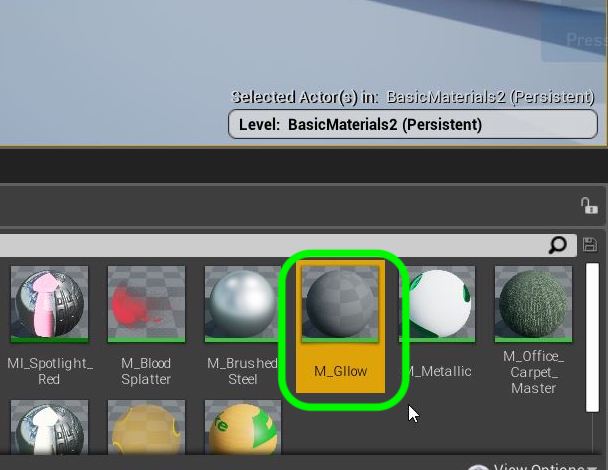 Press
Selected Actor(s) in: BasicMaterials2 (Persistent)
Level: BasicMaterials2 (Persistent)
MI_Spotlight_
Red
M_Blood
Splatter
M_Brushed
Steel
M_Gllow
M_Metallic
M_Office_
Carpet_
Master
View Options